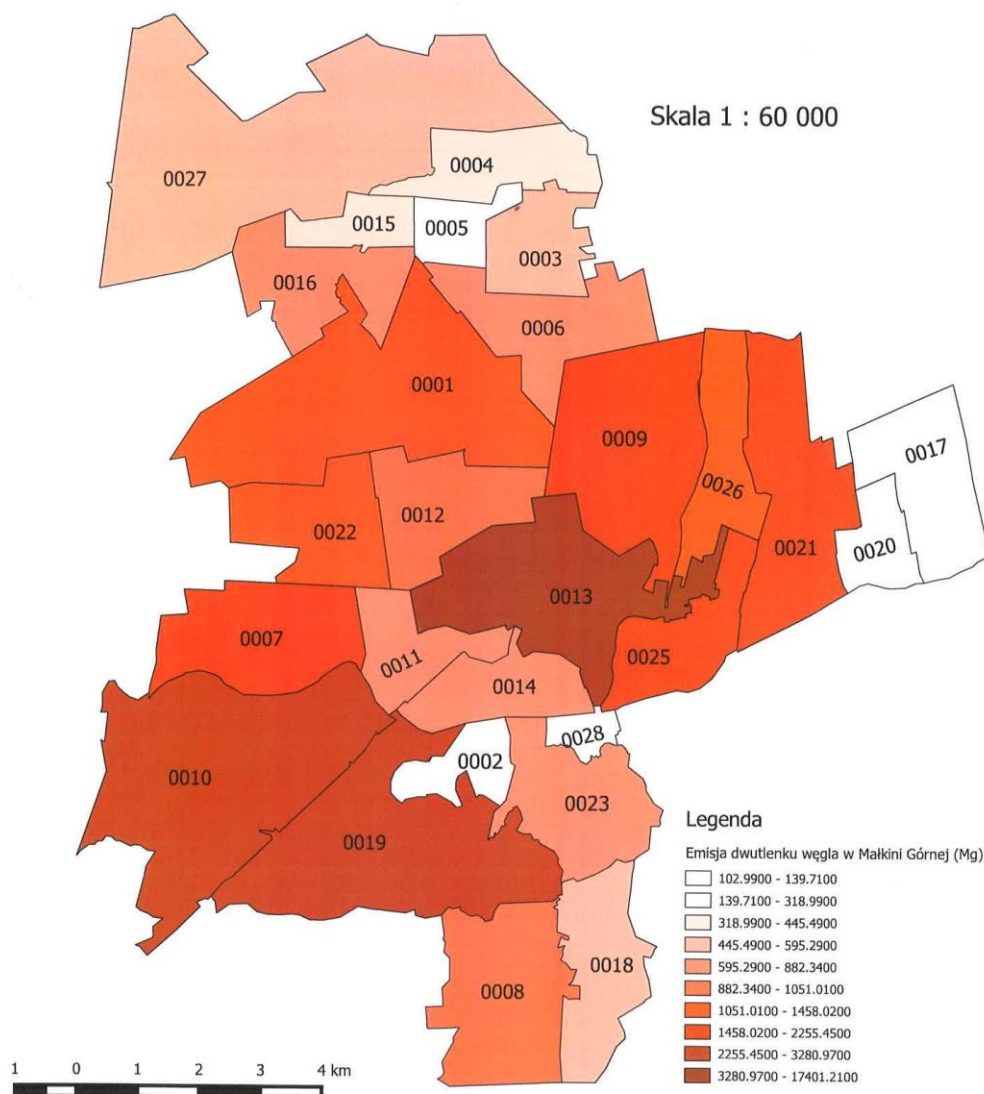 Skala 1 : 60 000
0004
0027
0015
0005
0003
0016
0006
0001
0009
0017
0026
0012
0022
0020
0021
0013
0007
0011
0025
0014
0028
0002
0010
0023
0019
0018
0008
Legenda
Emisja dwutlenku węgla w Małkini Górnej (Mg)
102.9900 - 139.7100
139.7100 - 318.9900
318.9900 - 445.4900
445.4900 - 595.2900
595.2900 - 882.3400
882.3400 - 1051.0100
1051.0100 - 1458.0200
1458.0200 - 2255.4500
2255.4500 - 3280.9700
3280.9700 - 17401.2100
1 0 1 2 3 4 km